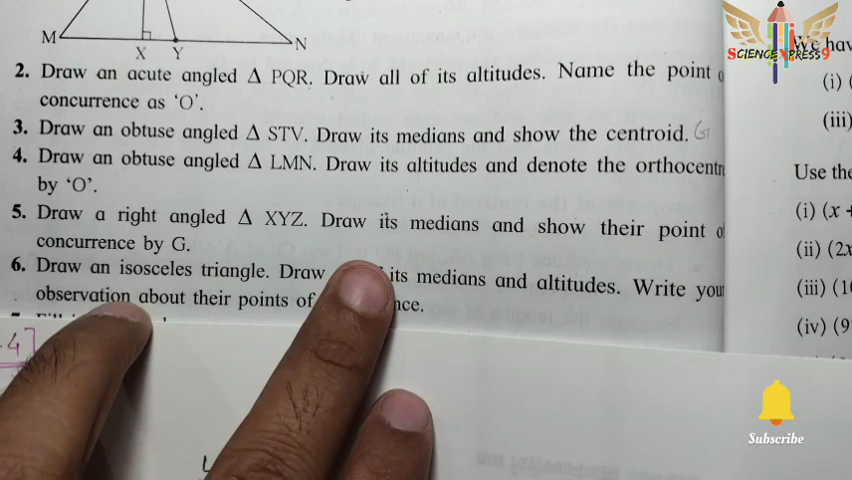 M
N
X Y
2. Draw an acute angled Δ PQR. Draw all of its altitudes. Name the point
concurrence as ‘O’.
3. Draw an obtuse angled Δ STV. Draw its medians and show the centroid. G
4. Draw an obtuse angled Δ LMN. Draw its altitudes and denote the orthocentr
by ‘O’.
5. Draw a right angled Δ XYZ. Draw its medians and show their point o
concurrence by G.
6. Draw an isosceles triangle. Draw its medians and altitudes. Write you
observation about their points of nce.
.4]
We hav
(i) (
(iii)
Use the
(i) (x +
(ii) (2x
(iii) (1
(iv) (9
SCIENCE XPRESS9
Subscribe